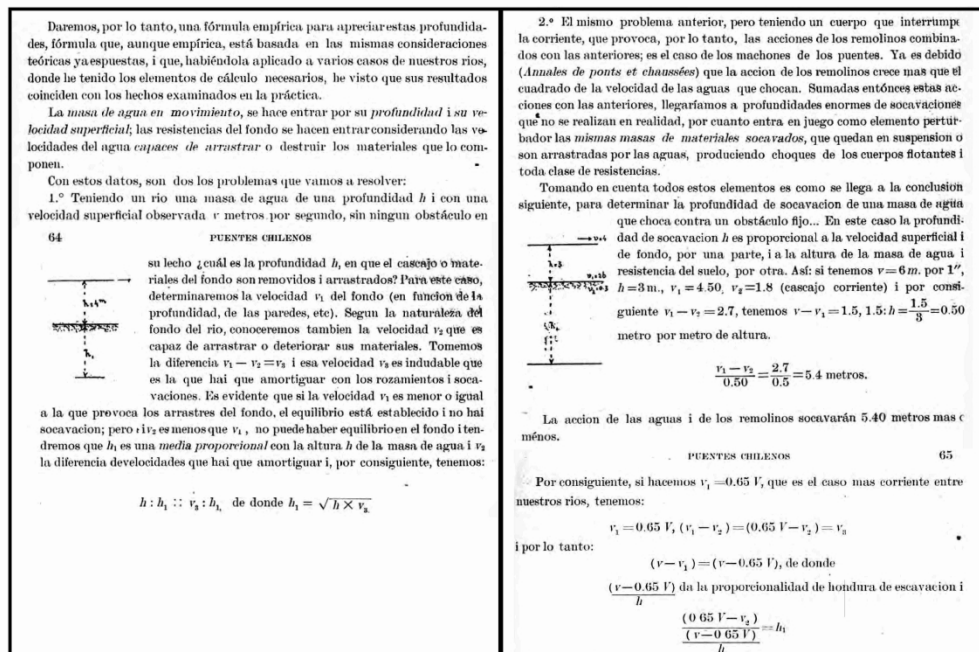 Daremos, por lo tanto, una fórmula empírica para apreciar estas profundida-
des, fórmula que, aunque empírica, está basada en las mismas consideraciones
teóricas ya espuestas, i que, habiéndola aplicado a varios casos de nuestros rios,
donde he tenido los elementos de cálculo necesarios, he visto que sus resultados
coinciden con los hechos examinados en la práctica.
La masa de agua en movimiento, se hace entrar por su profundidad i su ve-
locidad superficial; las resistencias del fondo se hacen entrar considerando las ve-
locidades del agua capaces de arrastrar o destruir los materiales que lo com-
ponen.
Con estos datos, son dos los problemas que vamos a resolver:
1.º Teniendo un rio una masa de agua de una profundidad h i con una
velocidad superficial observada v metros por segundo, sin ningun obstáculo en
64 PUENTES CHILENOS
su lecho ¿cuál es la profundidad h, en que el cascajo o mate-
riales del fondo son removidos i arrastrados? Para este caso,
determinaremos la velocidad v₁ del fondo (en funcion de la
profundidad, de las paredes, etc). Segun la naturaleza del
fondo del rio, conoceremos tambien la velocidad v₂ que es
capaz de arrastrar o deteriorar sus materiales. Tomemos
la diferencia v₁ — v₂ = v₃ i esa velocidad v₃ es indudable que
es la que hai que amortiguar con los rozamientos i soca-
vaciones. Es evidente que si la velocidad v₁ es menor o igual
a la que provoca los arrastres del fondo, el equilibrio está establecido i no hai
socavacion; pero i v₂ es menos que v₁, no puede haber equilibrio en el fondo i ten-
dremos que h₁ es una media proporcional con la altura h de la masa de agua i v₃
la diferencia develocidades que hai que amortiguar i, por consiguiente, tenemos:
h : h₁ :: v₃ : h₁, de donde h₁ = √h × v₃
2.º El mismo problema anterior, pero teniendo un cuerpo que interrumpe
la corriente, que provoca, por lo tanto, las acciones de los remolinos combina-
dos con las anteriores; es el caso de los machones de los puentes. Ya es debido
(Annales de ponts et chaussées) que la accion de los remolinos crece mas que el
cuadrado de la velocidad de las aguas que chocan. Sumadas entónces estas ac-
ciones con las anteriores, llegaríamos a profundidades enormes de socavaciones
que no se realizan en realidad, por cuanto entra en juego como elemento pertur-
bador las mismas masas de materiales socavados, que quedan en suspension o
son arrastradas por las aguas, produciendo choques de los cuerpos flotantes i
toda clase de resistencias.
Tomando en cuenta todos estos elementos es como se llega a la conclusion
siguiente, para determinar la profundidad de socavacion de una masa de agua
que choca contra un obstáculo fijo... En este caso la profundi-
dad de socavacion h es proporcional a la velocidad superficial i
de fondo, por una parte, i a la altura de la masa de agua i
resistencia del suelo, por otra. Así: si tenemos v = 6 m. por 1″,
h = 3 m., v₁ = 4.50, v₂ = 1.8 (cascajo corriente) i por consi-
guiente v₁ — v₂ = 2.7, tenemos v — v₁ = 1.5, 1.5: h = 1.5/3 = 0.50
metro por metro de altura.
v₁ — v₂/0.50 = 2.7/0.5 = 5.4 metros.
La accion de las aguas i de los remolinos socavarán 5.40 metros mas o
ménos.
PUENTES CHILENOS 65
Por consiguiente, si hacemos v₁ = 0.65 V, que es el caso mas corriente entre
nuestros rios, tenemos:
v₁ = 0.65 V, (v₁ — v₂) = (0.65 V — v₂) = v₃
i por lo tanto:
(v — v₁) = (v — 0.65 V), de donde
(v — 0.65 V)/h da la proporcionalidad de hondura de escavacion i
(0 65 V — v₂)/((v — 0 65 V)/h) = h₁